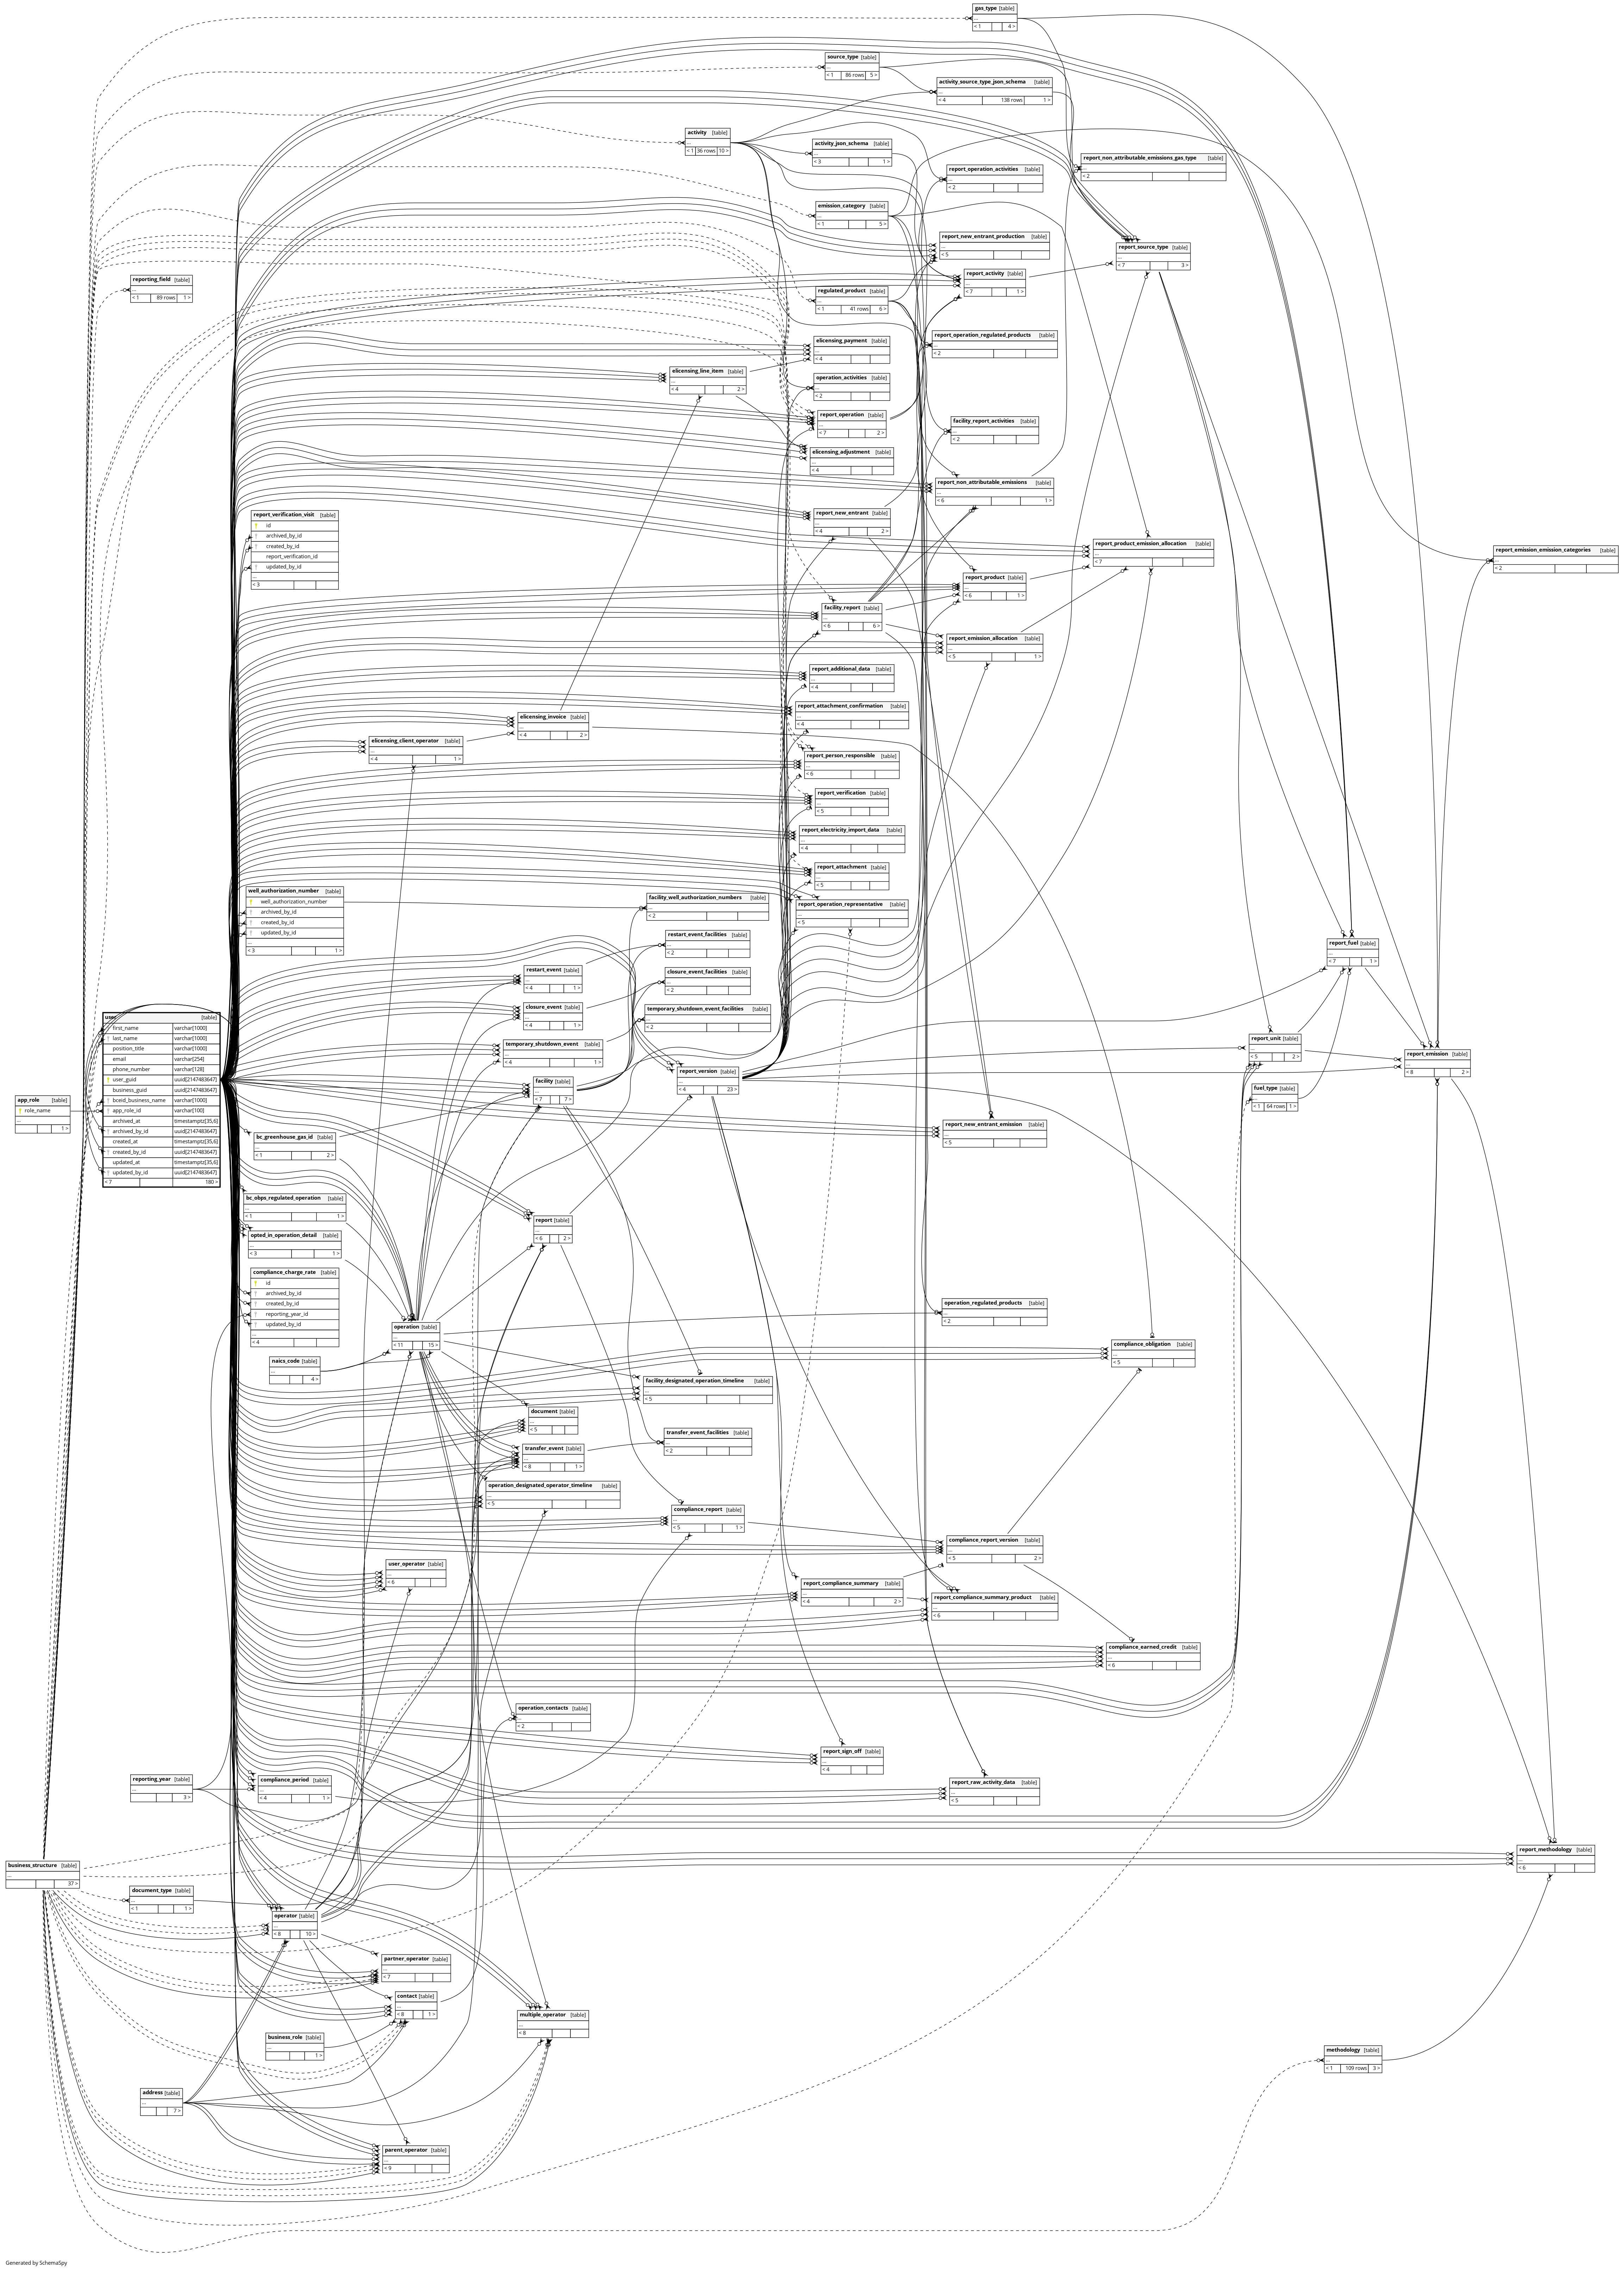 gas_type [table]
...
< 1 4 >
source_type [table]
...
< 1 86 rows 5 >
activity_source_type_json_schema [table]
...
< 4 138 rows 1 >
activity [table]
...
< 1 36 rows 10 >
activity_json_schema [table]
...
< 3 1 >
report_non_attributable_emissions_gas_type [table]
...
< 2
report_operation_activities [table]
...
< 2
emission_category [table]
...
< 1 5 >
report_new_entrant_production [table]
...
< 5
report_source_type [table]
...
< 7 3 >
reporting_field [table]
...
< 1 89 rows 1 >
report_activity [table]
...
< 7 1 >
regulated_product [table]
...
< 1 41 rows 6 >
report_operation_regulated_products [table]
...
< 2
elicensing_payment [table]
...
< 4
elicensing_line_item [table]
...
< 4 2 >
operation_activities [table]
...
< 2
report_operation [table]
...
< 7 2 >
facility_report_activities [table]
...
< 2
elicensing_adjustment [table]
...
< 4
report_non_attributable_emissions [table]
...
< 6 1 >
report_new_entrant [table]
...
< 4 2 >
report_verification_visit [table]
id
archived_by_id
created_by_id
report_verification_id
updated_by_id
...
< 3
report_product_emission_allocation [table]
...
< 7
report_emission_emission_categories [table]
...
< 2
report_product [table]
...
< 6 1 >
facility_report [table]
...
< 6 6 >
report_emission_allocation [table]
...
< 5 1 >
report_additional_data [table]
...
< 4
report_attachment_confirmation [table]
...
< 4
elicensing_invoice [table]
...
< 4 2 >
elicensing_client_operator [table]
...
< 4 1 >
report_person_responsible [table]
...
< 6
report_verification [table]
...
< 5
report_electricity_import_data [table]
...
< 4
report_attachment [table]
...
< 5
well_authorization_number [table]
well_authorization_number
archived_by_id
created_by_id
updated_by_id
...
< 3 1 >
facility_well_authorization_numbers [table]
...
< 2
report_operation_representative [table]
...
< 5
restart_event_facilities [table]
...
< 2
report_fuel [table]
...
< 7 1 >
restart_event [table]
...
< 4 1 >
closure_event_facilities [table]
...
< 2
closure_event [table]
...
< 4 1 >
temporary_shutdown_event_facilities [table]
...
< 2
user [table]
first_name varchar[1000]
last_name varchar[1000]
position_title varchar[1000]
email varchar[254]
phone_number varchar[128]
user_guid uuid[2147483647]
business_guid uuid[2147483647]
bceid_business_name varchar[1000]
app_role_id varchar[100]
archived_at timestamptz[35,6]
archived_by_id uuid[2147483647]
created_at timestamptz[35,6]
created_by_id uuid[2147483647]
updated_at timestamptz[35,6]
updated_by_id uuid[2147483647]
< 7 180 >
temporary_shutdown_event [table]
...
< 4 1 >
report_unit [table]
...
< 5 2 >
report_emission [table]
...
< 8 2 >
report_version [table]
...
< 4 23 >
facility [table]
...
< 7 7 >
fuel_type [table]
...
< 1 64 rows 1 >
app_role [table]
role_name
...
1 >
report_new_entrant_emission [table]
...
< 5
bc_greenhouse_gas_id [table]
...
< 1 2 >
bc_obps_regulated_operation [table]
...
< 1 1 >
report [table]
...
< 6 2 >
opted_in_operation_detail [table]
...
< 3 1 >
compliance_charge_rate [table]
id
archived_by_id
created_by_id
reporting_year_id
updated_by_id
...
< 4
operation_regulated_products [table]
...
< 2
operation [table]
...
< 11 15 >
compliance_obligation [table]
...
< 5
naics_code [table]
...
4 >
facility_designated_operation_timeline [table]
...
< 5
document [table]
...
< 5
transfer_event_facilities [table]
...
< 2
transfer_event [table]
...
< 8 1 >
operation_designated_operator_timeline [table]
...
< 5
compliance_report [table]
...
< 5 1 >
compliance_report_version [table]
...
< 5 2 >
user_operator [table]
...
< 6
report_compliance_summary [table]
...
< 4 2 >
report_compliance_summary_product [table]
...
< 6
compliance_earned_credit [table]
...
< 6
operation_contacts [table]
...
< 2
report_sign_off [table]
...
< 4
reporting_year [table]
...
3 >
compliance_period [table]
...
< 4 1 >
report_raw_activity_data [table]
...
< 5
report_methodology [table]
...
< 6
business_structure [table]
...
37 >
document_type [table]
...
< 1 1 >
operator [table]
...
< 8 10 >
partner_operator [table]
...
< 7
contact [table]
...
< 8 1 >
multiple_operator [table]
...
< 8
business_role [table]
...
1 >
methodology [table]
...
< 1 109 rows 3 >
address [table]
...
7 >
parent_operator [table]
...
< 9
Generated by SchemaSpy